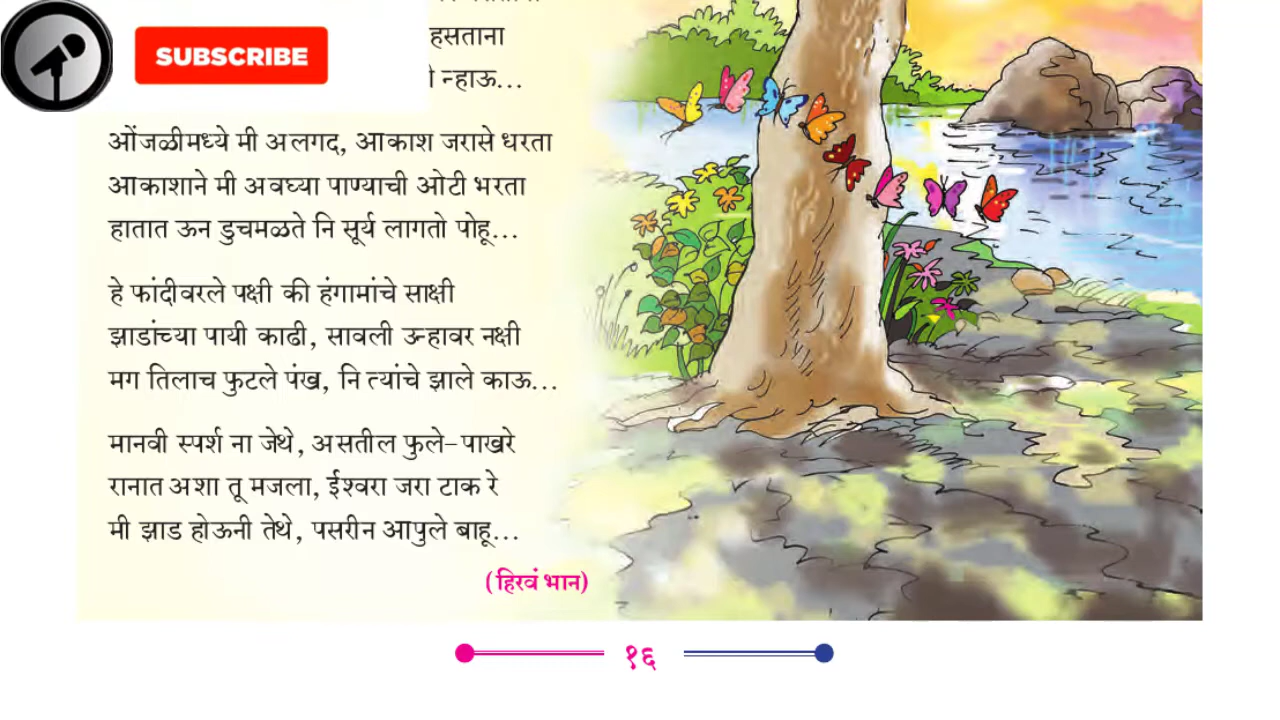 SUBSCRIBE
हसताना
न्हाऊ...
ओंजळीमध्ये मी अलगद, आकाश जरासे धरता
आकाशाने मी अवघ्या पाण्याची ओटी भरता
हातात ऊन डुचमळते नि सूर्य लागतो पोहू...
हे फांदीवरले पक्षी की हंगामांचे साक्षी
झाडांच्या पायी काढी, सावली उन्हावर नक्षी
मग तिलाच फुटले पंख, नि त्यांचे झाले काऊ...
मानवी स्पर्श ना जेथे, असतील फुले-पाखरे
रानात अशा तू मजला, ईश्वरा जरा टाक रे
मी झाड होऊनी तेथे, पसरीन आपुले बाहू...
(हिरवं भान)
१६